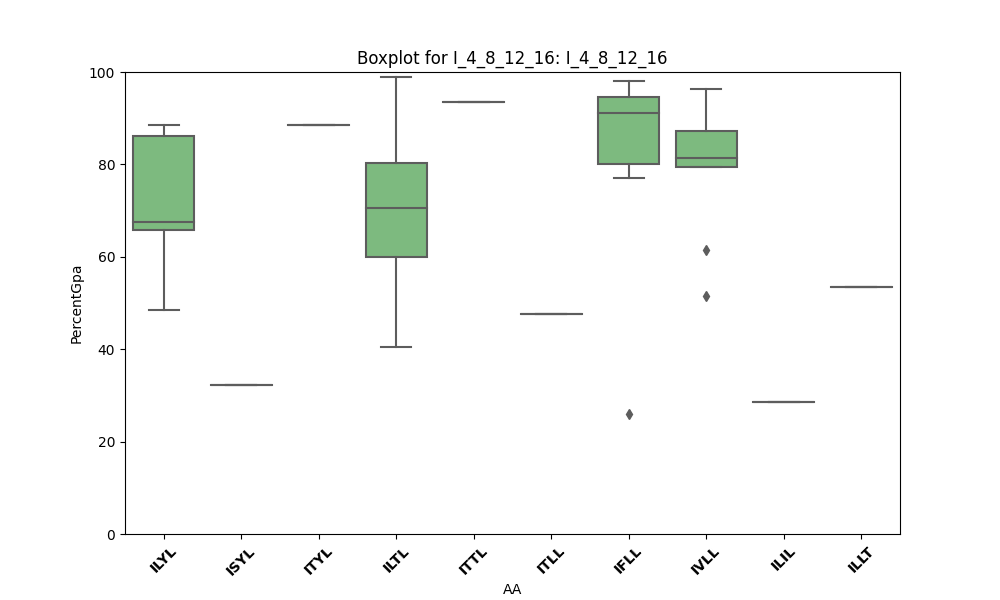 Boxplot for I_4_8_12_16: I_4_8_12_16
100
80
60
40
20
0
PercentGpa
ILYL
ISYL
ITYL
ILTL
ITTL
ITLL
IFLL
IVLL
ILIL
ILLT
AA